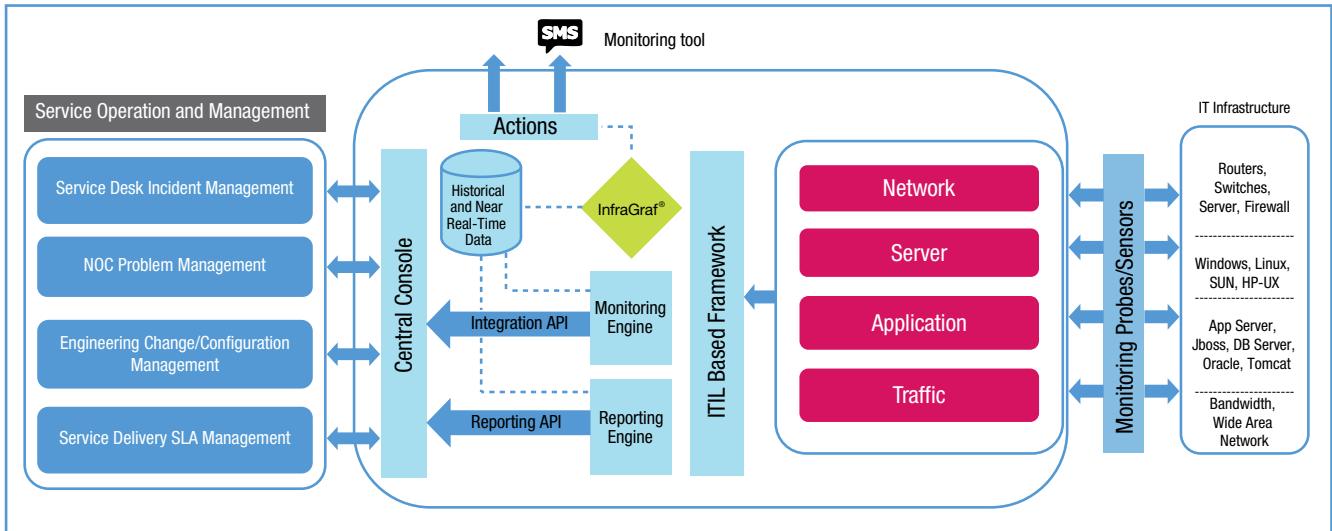 SMS
Monitoring tool
Service Operation and Management
Service Desk Incident Management
NOC Problem Management
Engineering Change/Configuration
Management
Service Delivery SLA Management
Central Console
Actions
Historical
and Near
Real-Time
Data
InfraGraf®
Integration API
Monitoring
Engine
Reporting API
Reporting
Engine
ITIL Based Framework
Network
Server
Application
Traffic
Monitoring Probes/Sensors
IT Infrastructure
Routers,
Switches,
Server, Firewall
Windows, Linux,
SUN, HP-UX
App Server,
Jboss, DB Server,
Oracle, Tomcat
Bandwidth,
Wide Area
Network